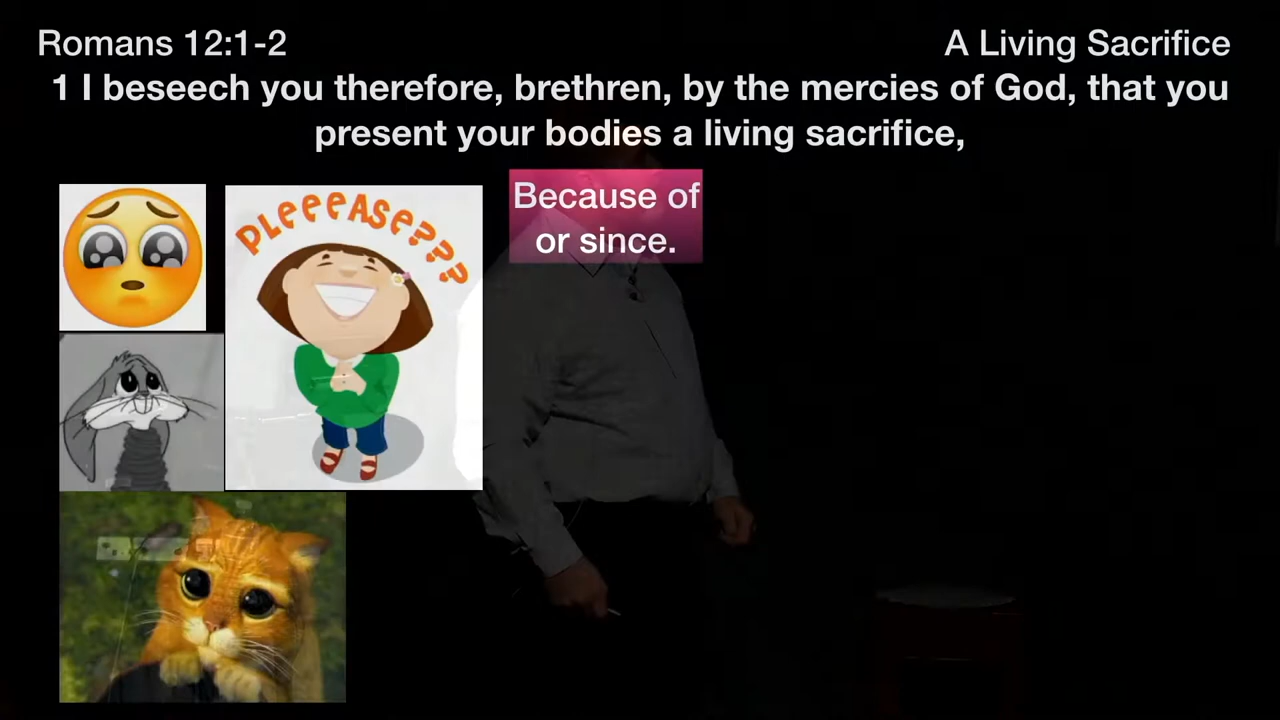 Romans 12:1-2
A Living Sacrifice
1 I beseech you therefore, brethren, by the mercies of God, that you
present your bodies a living sacrifice,
PLEEEASE???
Because of
or since.